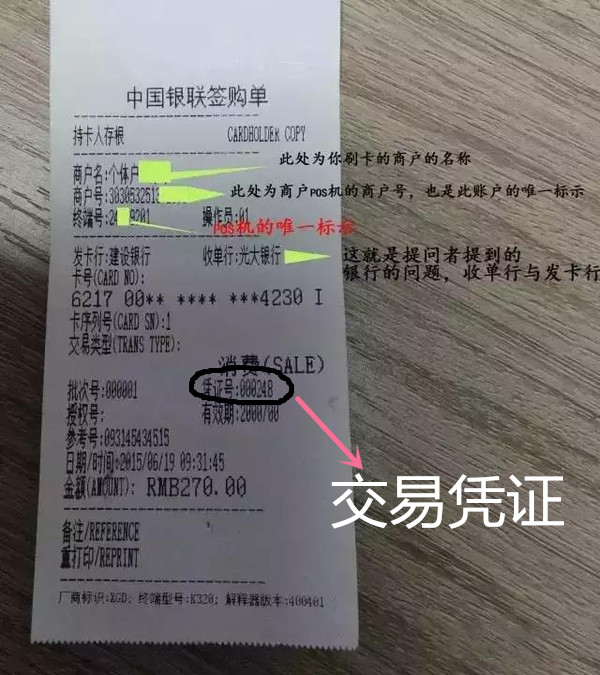 中国银联签购单
持卡人存根 CARDHOLDER COPY
商户名:个体户
此处为你刷卡的商户的名称
商户号:3030532513
此处为商户POS机的商户号，也是此账户的唯一标示
终端号:24 9201 操作员:01
POS机的唯一标示
发卡行:建设银行 收单行:光大银行
这就是提问者提到的
银行的问题，收单行与发卡行
卡号(CARD NO):
6217 00** **** ***4230 I
卡序列号(CARD SN):1
交易类型(TRANS TYPE):
消费(SALE)
批次号:000001 凭证号:000248
授权号: 有效期:2000/00
参考号:093145434515
日期/时间:2015/06/19 09:31:45
金额(AMOUNT): RMB270.00
交易凭证
备注/REFERENCE
重打印/REPRINT
厂商标识:XGD; 终端型号:K320; 解释器版本:400401